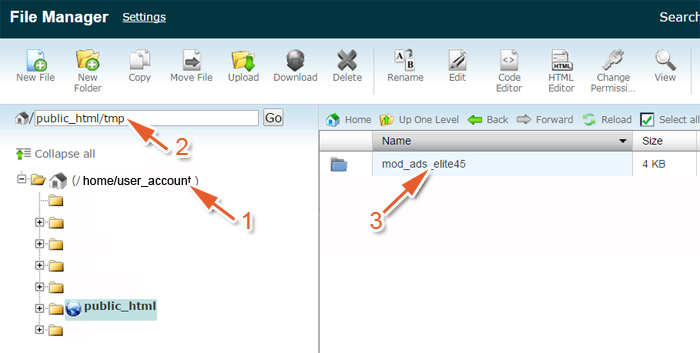 File Manager Settings Search
New File
New
Folder
Copy
Move File
Upload
Download
Delete
Rename
Edit
Code
Editor
HTML
HTML
Editor
Change
Permissi...
View
/ public_html/tmp Go
2
Collapse all
(/ home/user_account )
1
public_html
Home Up One Level Back Forward Reload Select all
Name Size
mod_ads_elite45 4 KB
3